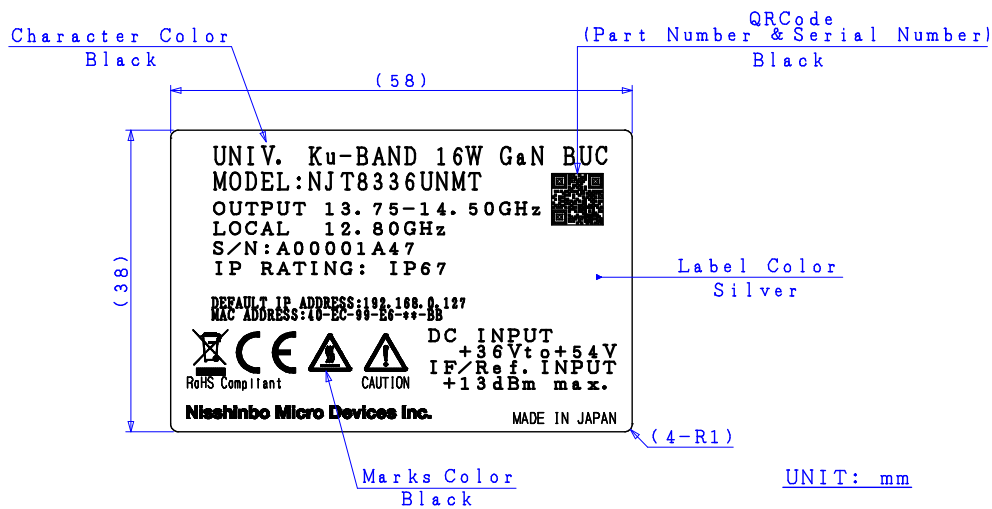 Character Color
Black
QRCode
(Part Number & Serial Number)
Black
(58)
(38)
UNIV. Ku-BAND 16W GaN BUC
MODEL:NJT8336UNMT
OUTPUT 13.75-14.50GHz
LOCAL 12.80GHz
S/N:A00001A47
IP RATING: IP67
DEFAULT IP ADDRESS:192.168.0.127
MAC ADDRESS:40-EC-99-E6-**-BB
Label Color
Silver
DC INPUT
+36Vto+54V
IF/Ref. INPUT
+13dBm max.
CE
RoHS Compliant
CAUTION
Nisshinbo Micro Devices Inc.
MADE IN JAPAN
(4-R1)
Marks Color
Black
UNIT: mm